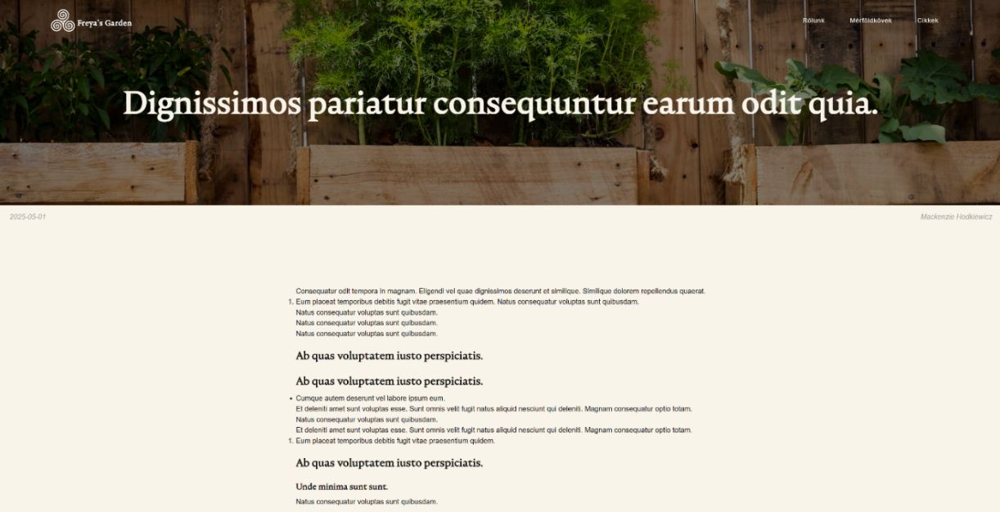 Freya's Garden
Rólunk Mérföldkövek Cikkek
Dignissimos pariatur consequuntur earum odit quia.
2025-05-01 Mackenzie Hodkiewicz
Consequatur odit tempora in magnam. Eligendi vel quae dignissimos deserunt et similique. Similique dolorem repellendus quaerat.
1. Eum placeat temporibus debitis fugit vitae praesentium quidem. Natus consequatur voluptas sunt quibusdam.
Natus consequatur voluptas sunt quibusdam.
Natus consequatur voluptas sunt quibusdam.
Natus consequatur voluptas sunt quibusdam.
Ab quas voluptatem iusto perspiciatis.
Ab quas voluptatem iusto perspiciatis.
• Cumque autem deserunt vel labore ipsum eum.
Et deleniti amet sunt voluptas esse. Sunt omnis velit fugit natus aliquid nesciunt qui deleniti. Magnam consequatur optio totam.
Natus consequatur voluptas sunt quibusdam.
Et deleniti amet sunt voluptas esse. Sunt omnis velit fugit natus aliquid nesciunt qui deleniti. Magnam consequatur optio totam.
1. Eum placeat temporibus debitis fugit vitae praesentium quidem.
Ab quas voluptatem iusto perspiciatis.
Unde minima sunt sunt.
Natus consequatur voluptas sunt quibusdam.